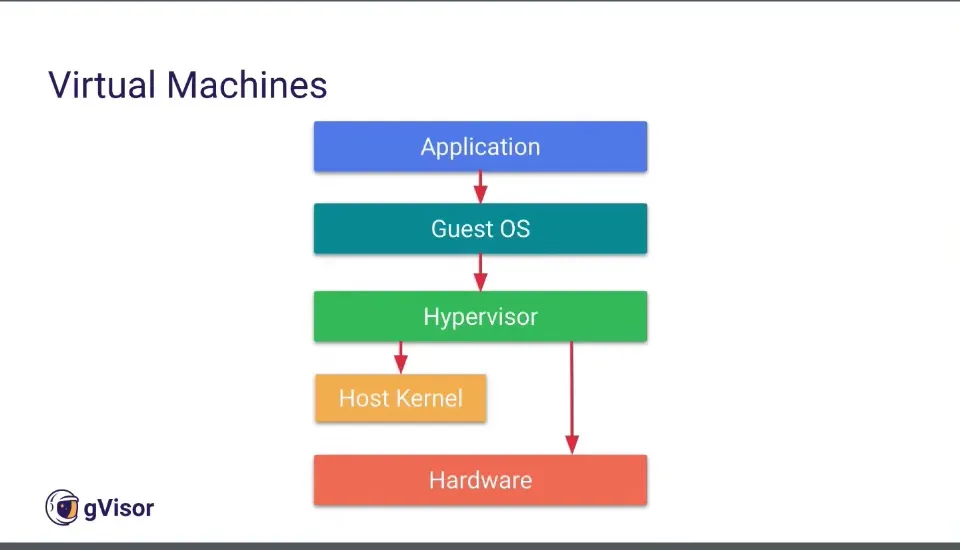 Virtual Machines
Application
Guest OS
Hypervisor
Host Kernel
Hardware
gVisor